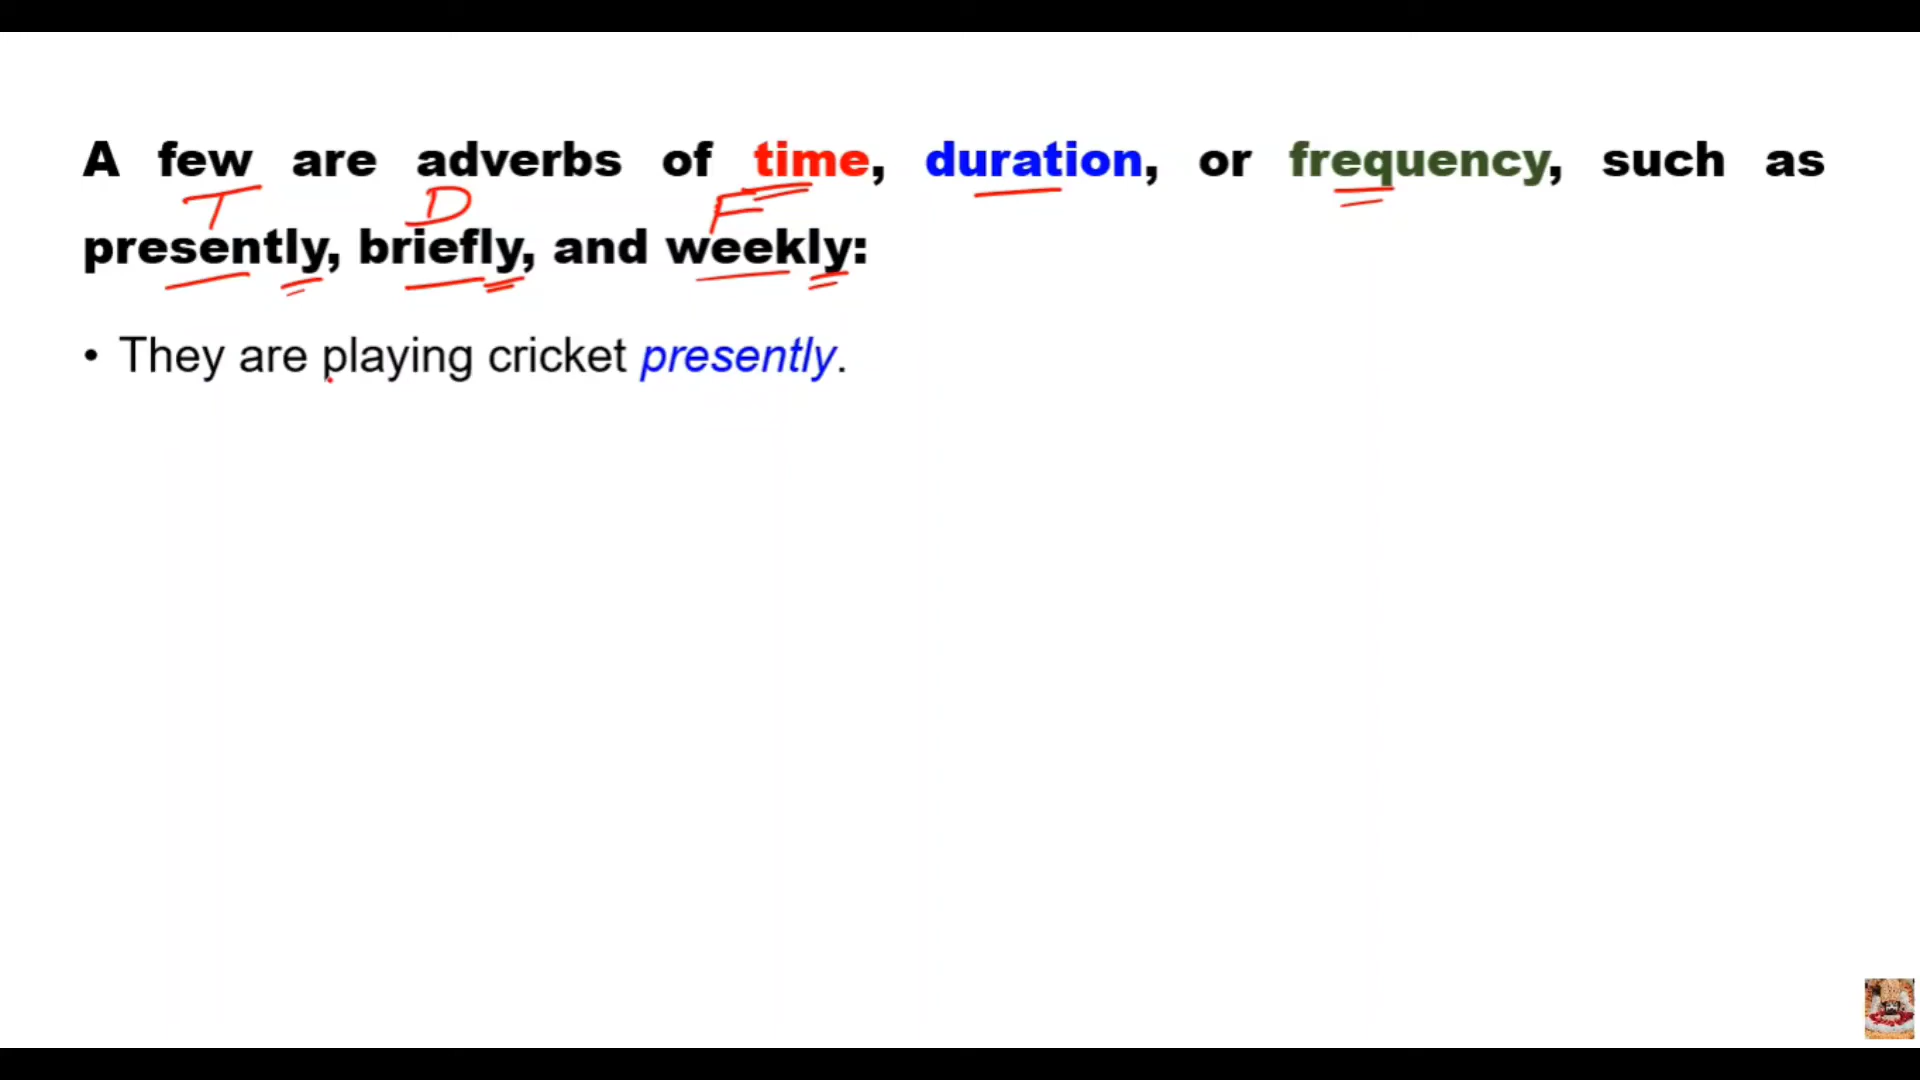 A few are adverbs of time, duration, or frequency, such as
T D F
presently, briefly, and weekly:
• They are playing cricket presently.